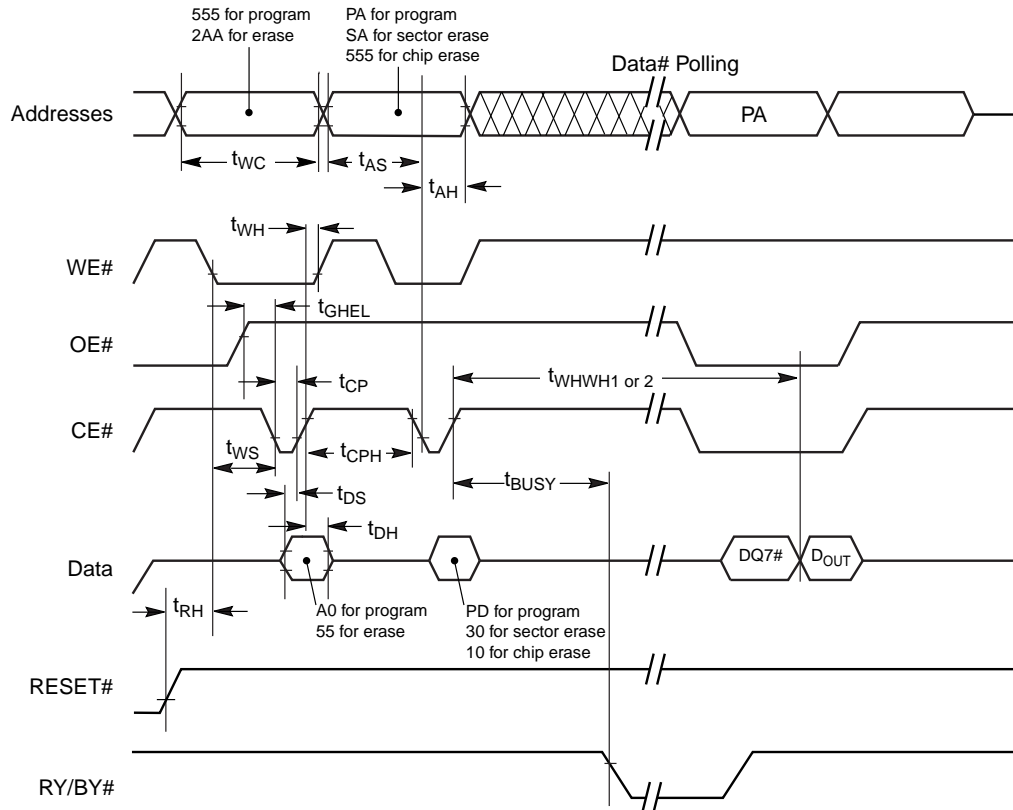 555 for program
2AA for erase
PA for program
SA for sector erase
555 for chip erase
Data# Polling
Addresses
PA
tWC
tAS
tAH
tWH
WE#
tGHEL
OE#
tCP
tWHWH1 or 2
CE#
tWS
tCPH
tBUSY
tDS
tDH
Data
DQ7#
DOUT
tRH
A0 for program
55 for erase
PD for program
30 for sector erase
10 for chip erase
RESET#
RY/BY#